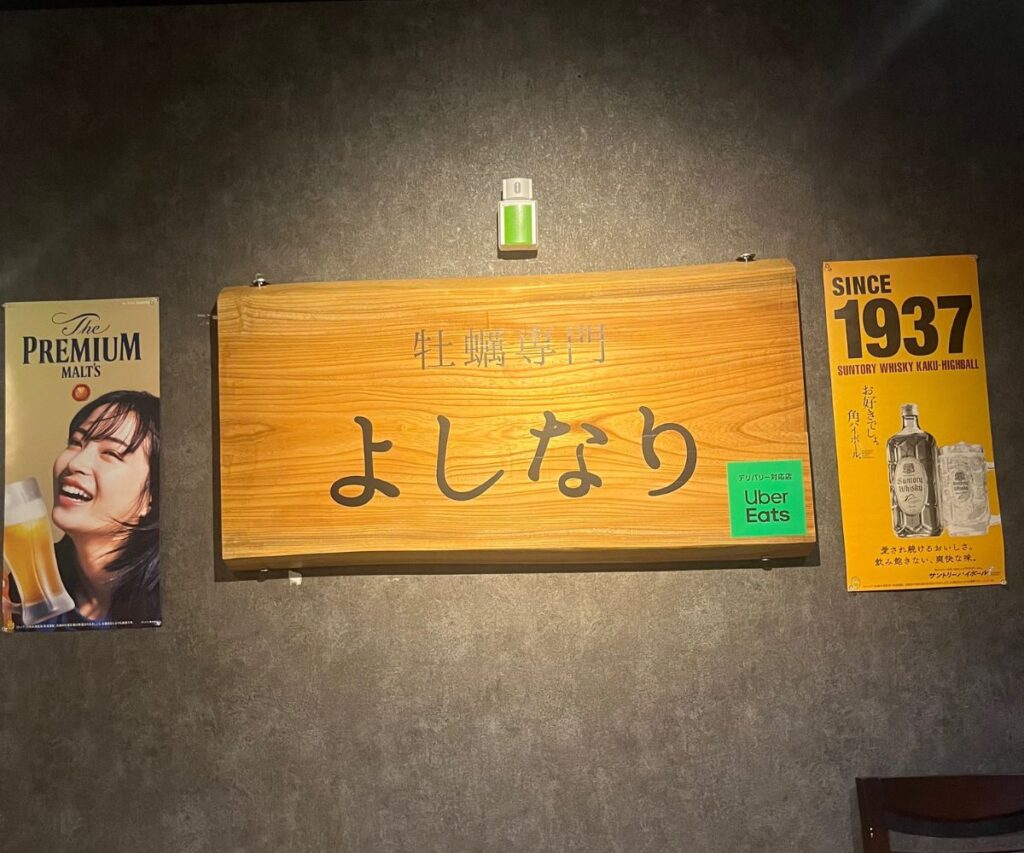 The
PREMIUM
MALT'S
牡蠣専門
よしなり
デリバリー対応店
Uber
Eats
SINCE
1937
SUNTORY WHISKY KAKU-HIGHBALL
お好きでしょ。
角ハイボール。
Suntory
Whisky
愛され続けるおいしさ。
飲み飽きない、爽快な味。
サントリーハイボール